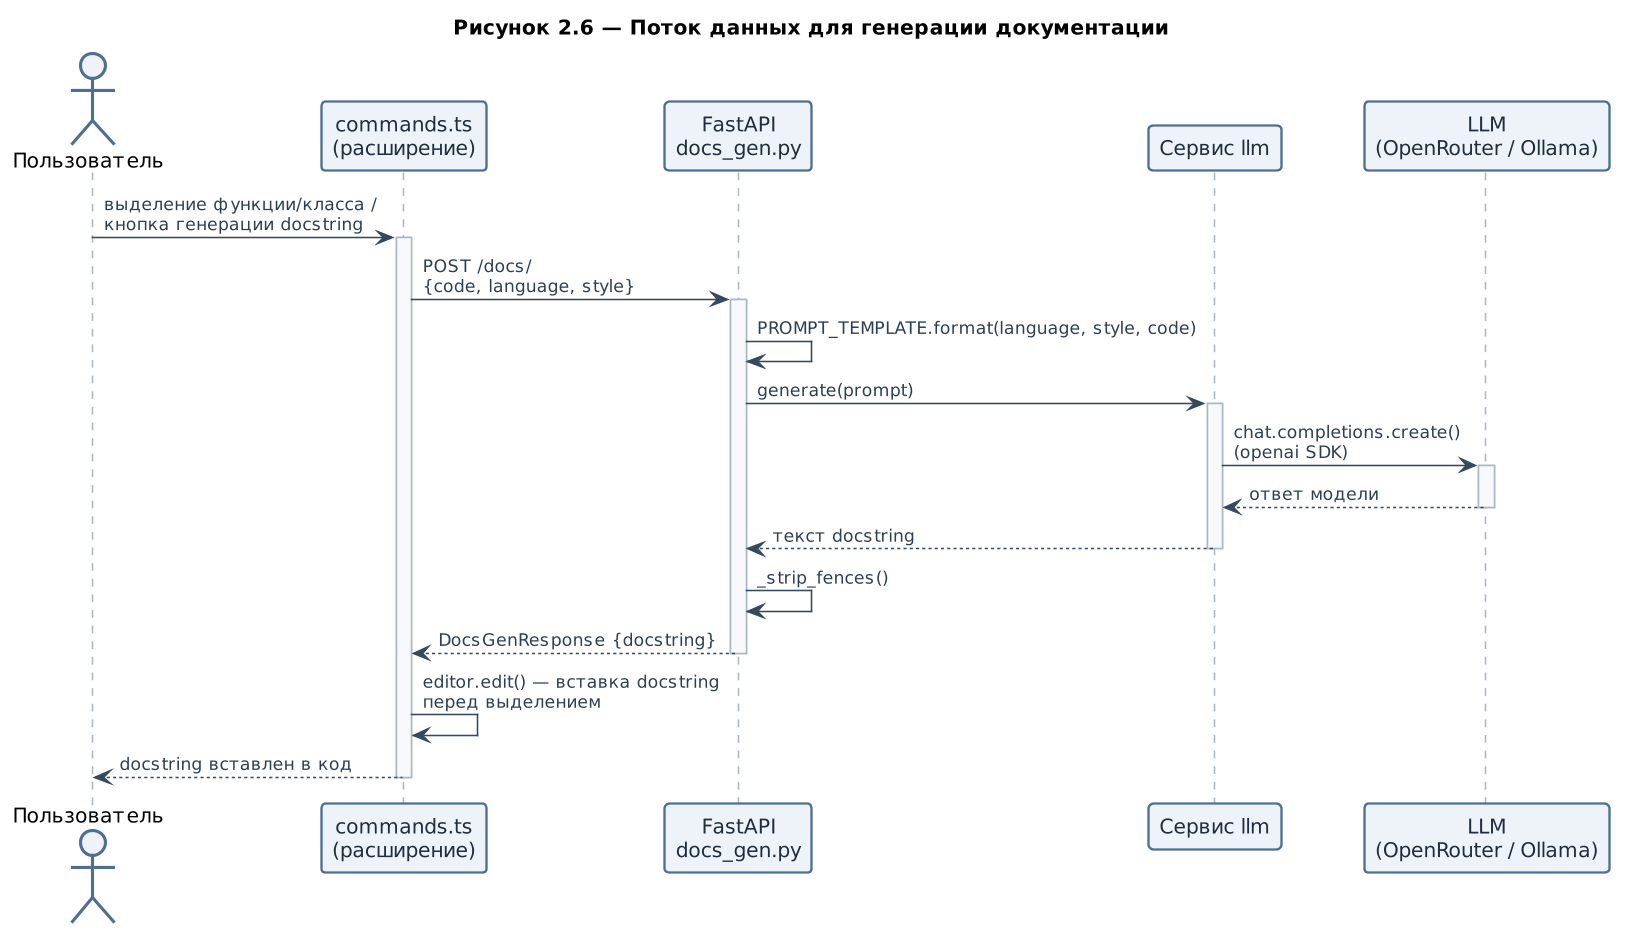 Рисунок 2.6 — Поток данных для генерации документации
Пользователь
commands.ts
(расширение)
FastAPI
docs_gen.py
Сервис llm
LLM
(OpenRouter / Ollama)
выделение функции/класса /
кнопка генерации docstring
POST /docs/
{code, language, style}
PROMPT_TEMPLATE.format(language, style, code)
generate(prompt)
chat.completions.create()
(openai SDK)
ответ модели
текст docstring
_strip_fences()
DocsGenResponse {docstring}
editor.edit() — вставка docstring
перед выделением
docstring вставлен в код
Пользователь
commands.ts
(расширение)
FastAPI
docs_gen.py
Сервис llm
LLM
(OpenRouter / Ollama)